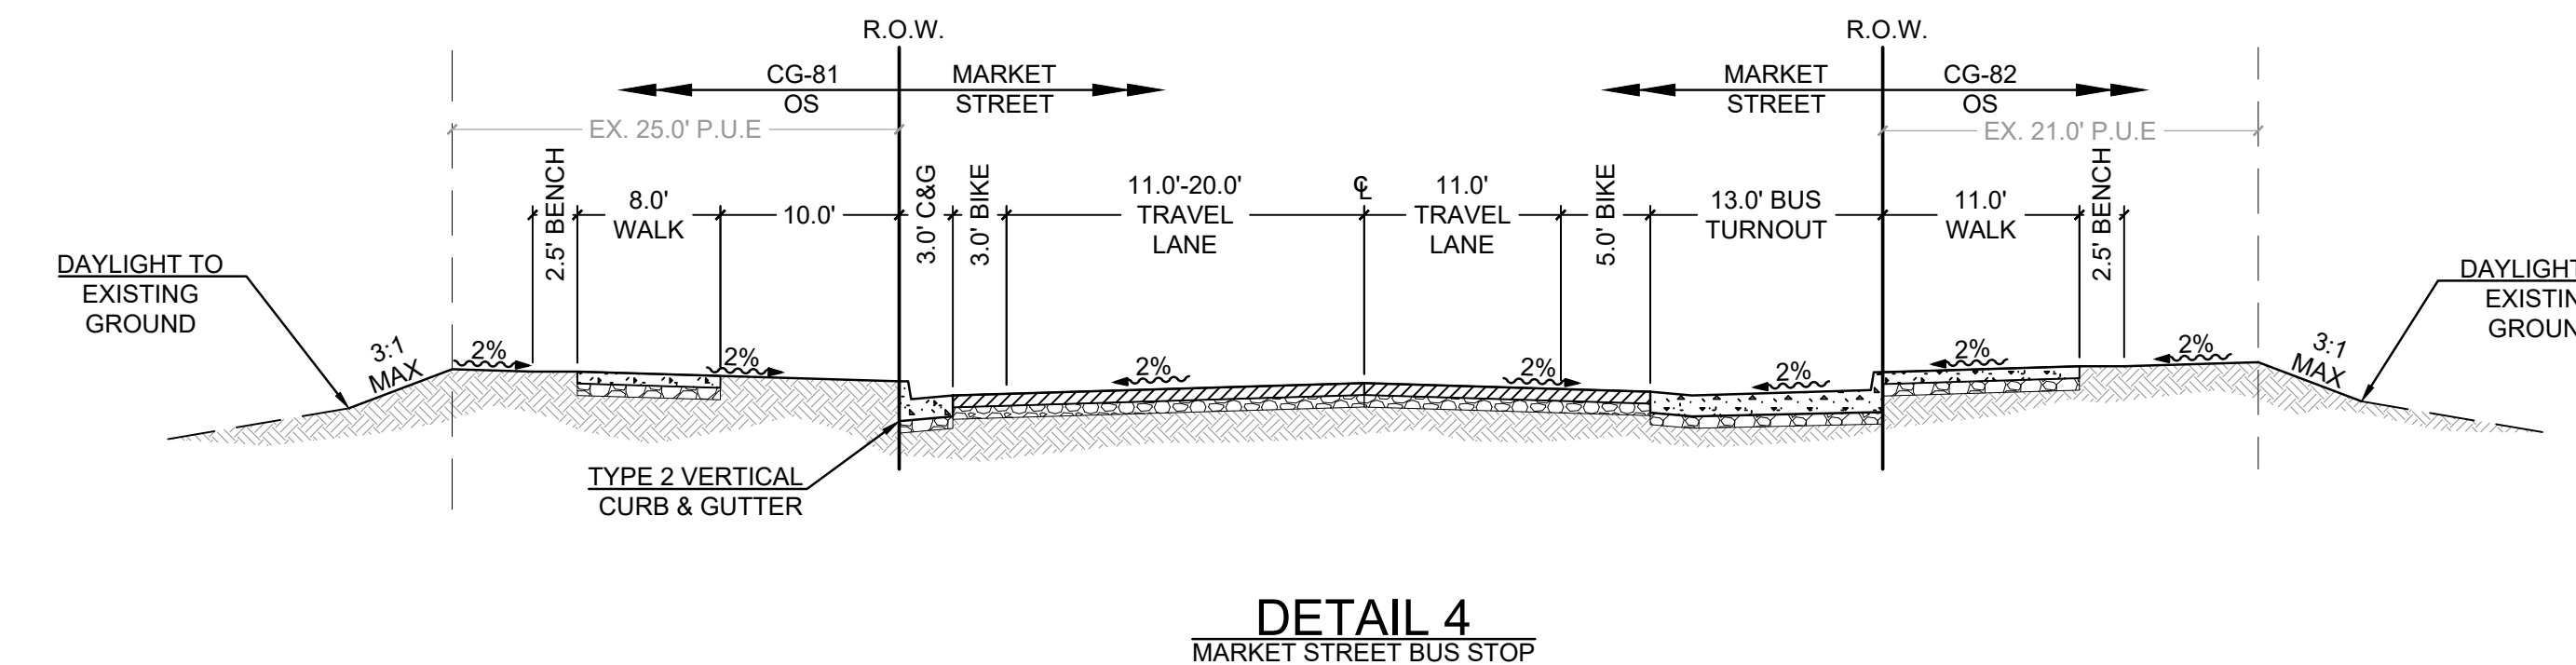 R.O.W.
R.O.W.
CG-81
OS
MARKET
STREET
MARKET
STREET
CG-82
OS
EX. 25.0' P.U.E
EX. 21.0' P.U.E
2.5' BENCH
8.0'
WALK
10.0'
3.0' C&G
3.0' BIKE
11.0'-20.0'
TRAVEL
LANE
℄
11.0'
TRAVEL
LANE
5.0' BIKE
13.0' BUS
TURNOUT
11.0'
WALK
2.5' BENCH
DAYLIGHT TO
EXISTING
GROUND
DAYLIGHT
EXISTIN
GROUN
3:1
MAX
2%
2%
2%
2%
2%
2%
2%
3:1
MAX
TYPE 2 VERTICAL
CURB & GUTTER
DETAIL 4
MARKET STREET BUS STOP